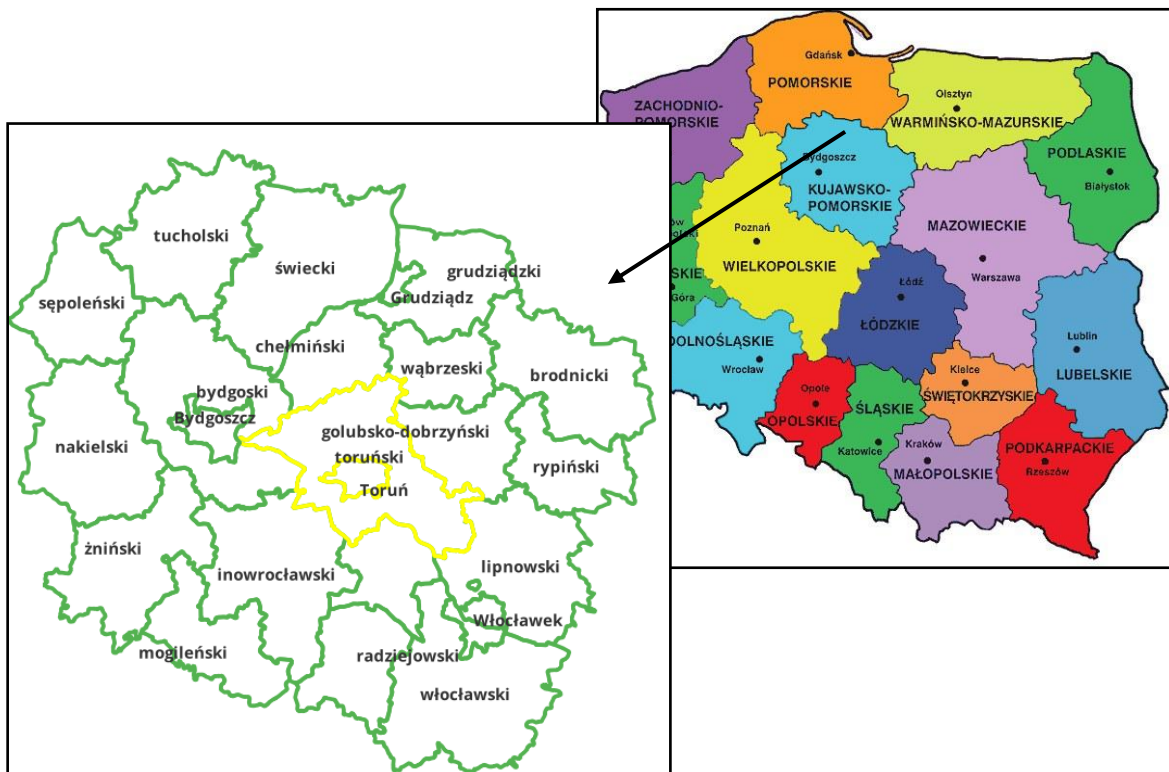 Gdańsk
POMORSKIE
ZACHODNIO-
POMORSKIE
Olsztyn
WARMIŃSKO-MAZURSKIE
PODLASKIE
Białystok
Bydgoszcz
KUJAWSKO-
POMORSKIE
MAZOWIECKIE
Warszawa
Poznań
WIELKOPOLSKIE
SKIE
Góra
Łódź
ŁÓDZKIE
DOLNOŚLĄSKIE
Wrocław
Lublin
LUBELSKIE
Opole
OPOLSKIE
ŚLĄSKIE
Katowice
Kielce
ŚWIĘTOKRZYSKIE
Kraków
MAŁOPOLSKIE
PODKARPACKIE
Rzeszów
tucholski
świecki
grudziądzki
Grudziądz
sępoleński
chełmiński
wąbrzeski
brodnicki
bydgoski
Bydgoszcz
golubsko-dobrzyński
nakielski
toruński
rypiński
Toruń
żniński
inowrocławski
lipnowski
Włocławek
mogileński
radziejowski
włocławski